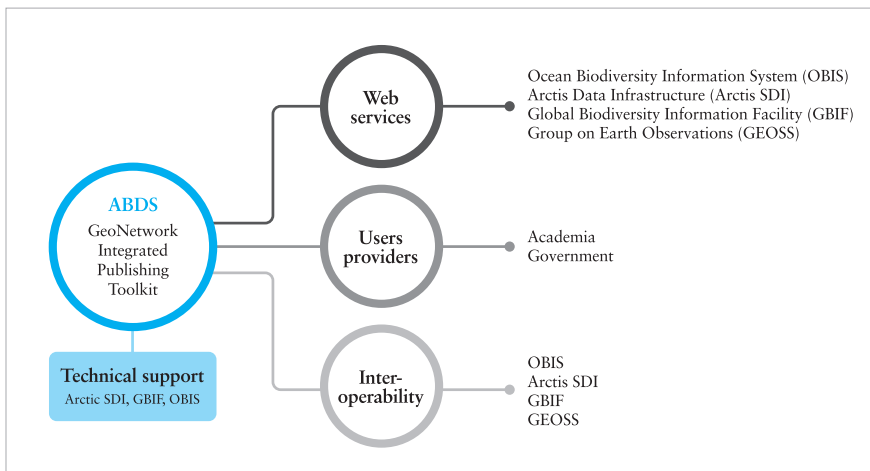 Web
services
Ocean Biodiversity Information System (OBIS)
Arctis Data Infrastructure (Arctis SDI)
Global Biodiversity Information Facility (GBIF)
Group on Earth Observations (GEOSS)
ABDS
GeoNetwork
Integrated
Publishing
Toolkit
Users
providers
Academia
Government
Technical support
Arctic SDI, GBIF, OBIS
Inter-
operability
OBIS
Arctis SDI
GBIF
GEOSS